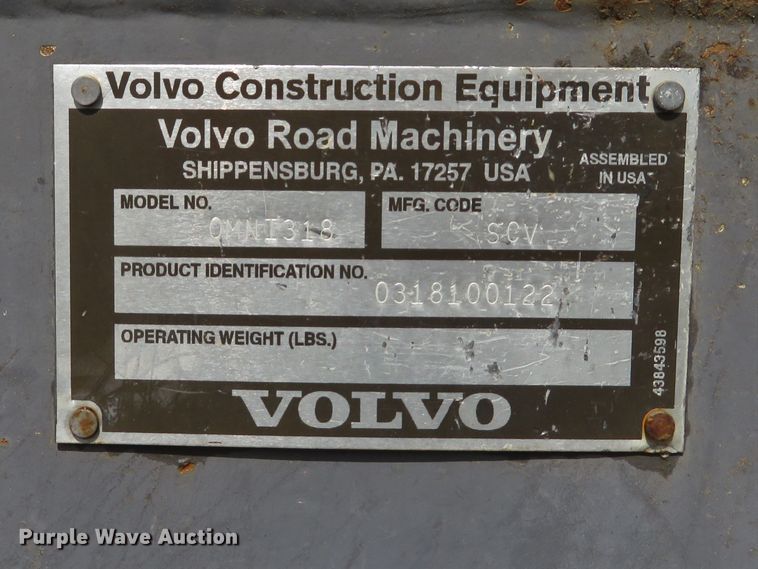 Volvo Construction Equipment
Volvo Road Machinery
SHIPPENSBURG, PA. 17257 USA
ASSEMBLED
IN USA
MODEL NO.
OMNI318
MFG. CODE
SCV
PRODUCT IDENTIFICATION NO.
0318100122
OPERATING WEIGHT (LBS.)
43843598
VOLVO
Purple Wave Auction